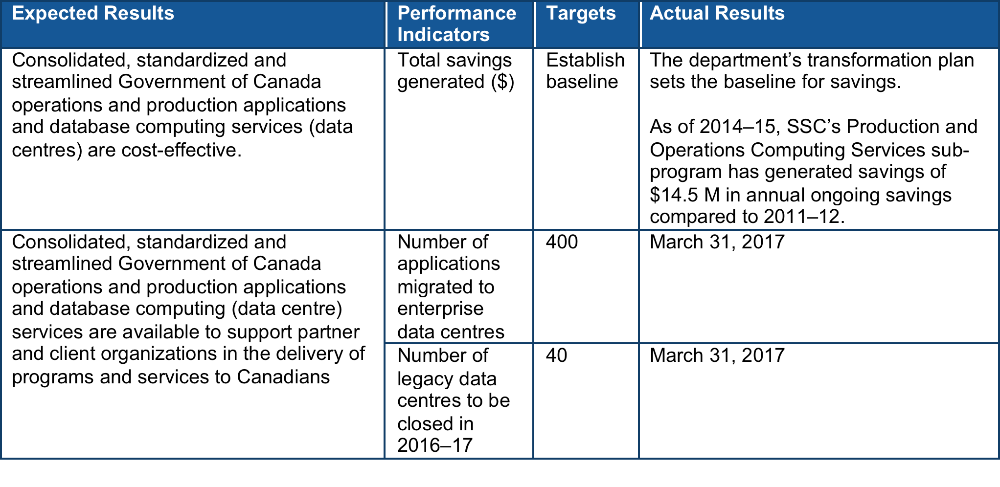 Expected Results
Performance
Indicators
Targets
Actual Results
Consolidated, standardized and
streamlined Government of Canada
operations and production applications
and database computing services (data
centres) are cost-effective.
Total savings
generated ($)
Establish
baseline
The department’s transformation plan
sets the baseline for savings.
As of 2014–15, SSC’s Production and
Operations Computing Services sub-
program has generated savings of
$14.5 M in annual ongoing savings
compared to 2011–12.
Consolidated, standardized and
streamlined Government of Canada
operations and production applications
and database computing (data centre)
services are available to support partner
and client organizations in the delivery of
programs and services to Canadians
Number of
applications
migrated to
enterprise
data centres
400
March 31, 2017
Number of
legacy data
centres to be
closed in
2016–17
40
March 31, 2017